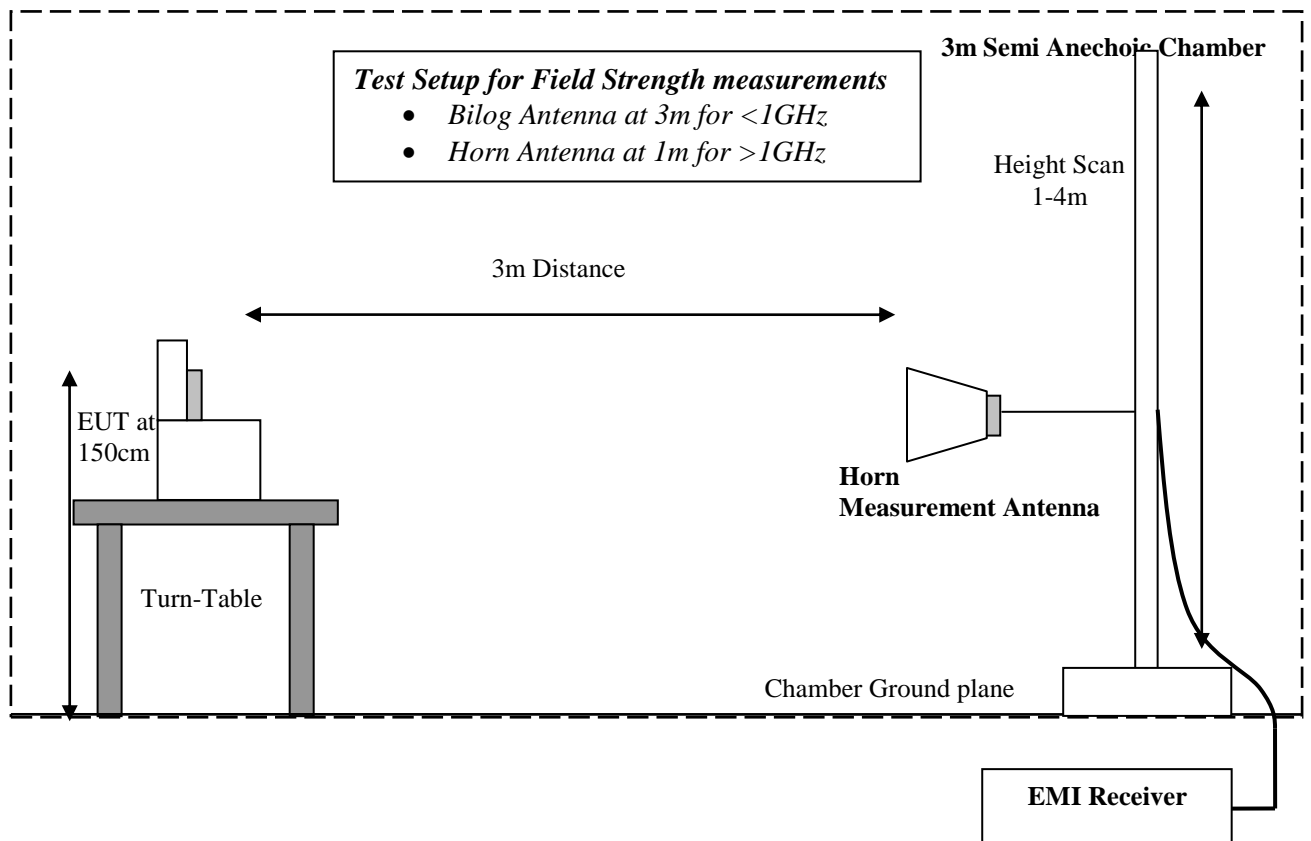 3m Semi Anechoic Chamber
Test Setup for Field Strength measurements
• Bilog Antenna at 3m for <1GHz
• Horn Antenna at 1m for >1GHz
Height Scan
1-4m
3m Distance
EUT at
150cm
Horn
Measurement Antenna
Turn-Table
Chamber Ground plane
EMI Receiver